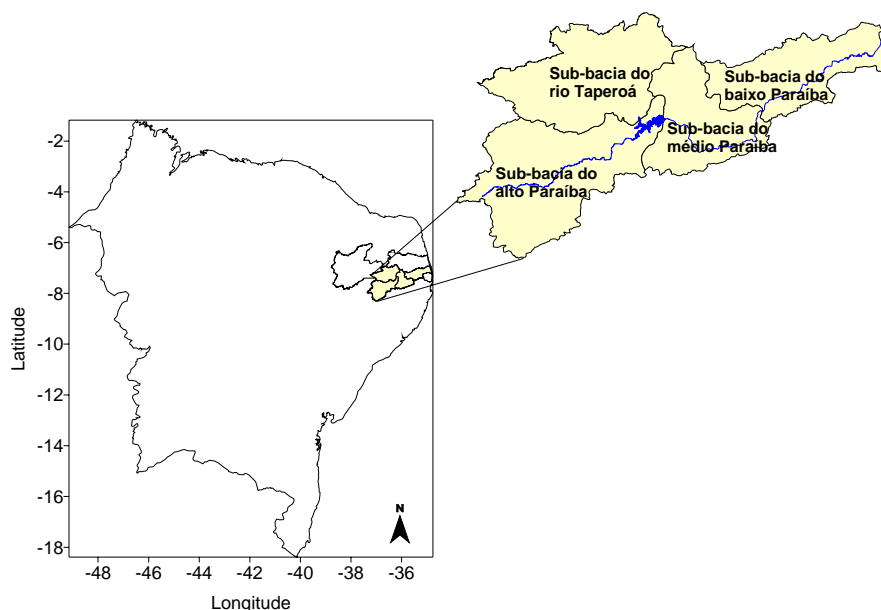 Sub-bacia do
rio Taperoá
Sub-bacia do
baixo Paraíba
Sub-bacia do
médio Paraíba
Sub-bacia do
alto Paraíba
-2
-4
-6
-8
-10
-12
-14
-16
-18
Latitude
N
-48
-46
-44
-42
-40
-38
-36
Longitude